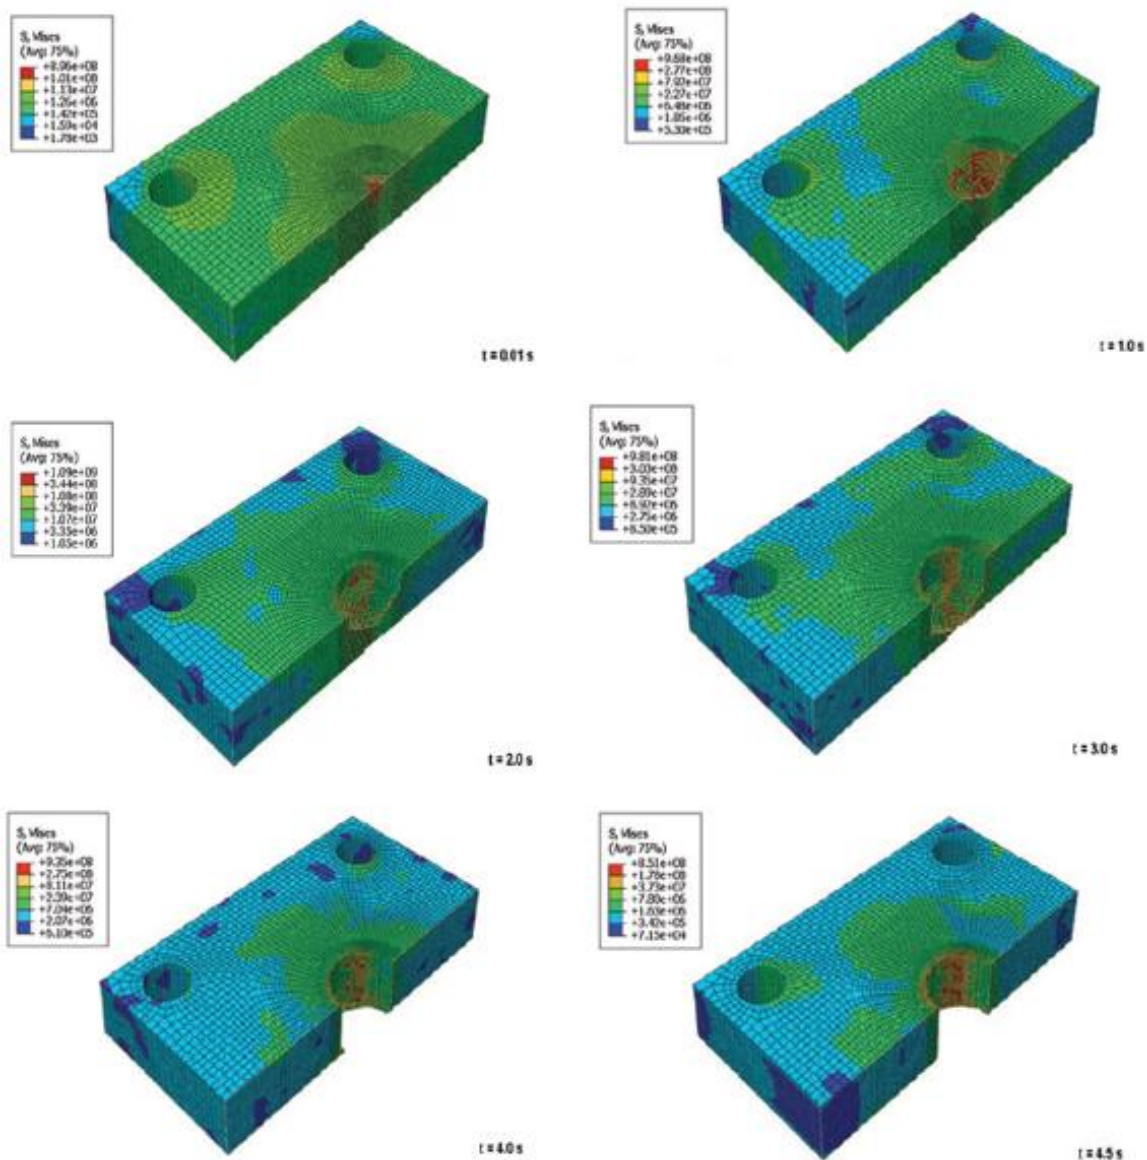 S, Mises
(Avg: 75%)
+8.96e+08
+1.01e+08
+1.13e+07
+1.26e+06
+1.42e+05
+1.59e+04
+1.78e+03
t = 0.01 s
S, Mises
(Avg: 75%)
+9.68e+08
+2.77e+08
+7.92e+07
+2.27e+07
+6.48e+06
+1.85e+06
+5.30e+05
t = 1.0 s
S, Mises
(Avg: 75%)
+1.09e+09
+3.44e+08
+1.08e+08
+3.39e+07
+1.07e+07
+3.35e+06
+1.05e+06
t = 2.0 s
S, Mises
(Avg: 75%)
+9.81e+08
+3.03e+08
+9.35e+07
+2.89e+07
+8.92e+06
+2.75e+06
+8.50e+05
t = 3.0 s
S, Mises
(Avg: 75%)
+9.35e+08
+2.75e+08
+8.11e+07
+2.39e+07
+7.04e+06
+2.07e+06
+6.10e+05
t = 4.0 s
S, Mises
(Avg: 75%)
+8.51e+08
+1.78e+08
+3.73e+07
+7.80e+06
+1.63e+06
+3.42e+05
+7.15e+04
t = 4.5 s